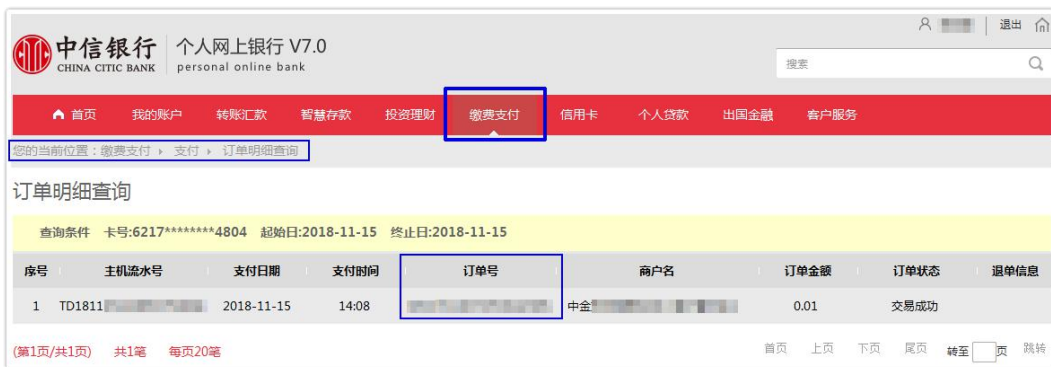 退出
中信银行 个人网上银行 V7.0
CHINA CITIC BANK personal online bank
搜索
首页 我的账户 转账汇款 智慧存款 投资理财 缴费支付 信用卡 个人贷款 出国金融 客户服务
您的当前位置：缴费支付 › 支付 › 订单明细查询
订单明细查询
查询条件 卡号:6217********4804 起始日:2018-11-15 终止日:2018-11-15
序号 主机流水号 支付日期 支付时间 订单号 商户名 订单金额 订单状态 退单信息
1 TD1811 2018-11-15 14:08 中金 0.01 交易成功
(第1页/共1页) 共1笔 每页20笔 首页 上页 下页 尾页 转至 页 跳转